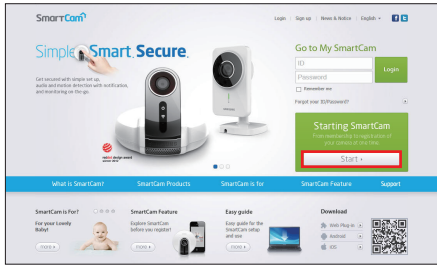 SmartCam
Login | Sign up | News & Notice | English
Simple, Smart, Secure.
Get secured with simple set up,
audio and motion detection with notification,
and monitoring on-the-go.
reddot design award
Go to My SmartCam
ID
Password
Login
Remember me
Forgot your ID/Password?
Starting SmartCam
From membership to registration of
your camera at one time.
Start
What is SmartCam?
SmartCam Products
SmartCam is for
SmartCam Feature
Support
SmartCam is For?
For your Lovely
Baby!
more
SmartCam Feature
Explore SmartCam
before you register!
more
Easy guide
Easy guide for the
SmartCam setup
and use
more
Download
Web Plug-in
Android
iOS